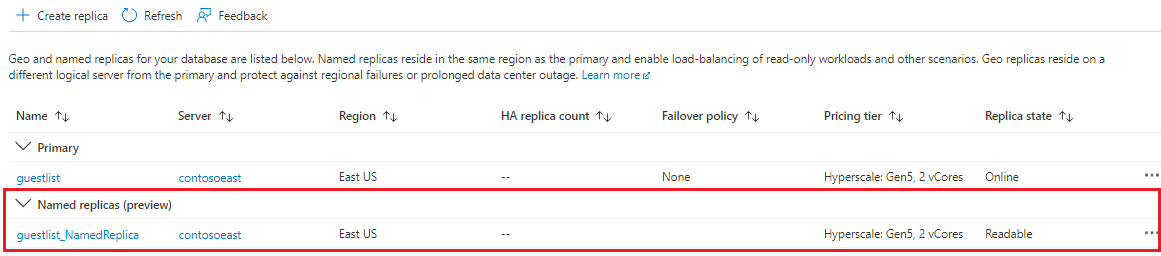 Create replica Refresh Feedback
Geo and named replicas for your database are listed below. Named replicas reside in the same region as the primary and enable load-balancing of read-only workloads and other scenarios. Geo replicas reside on a
different logical server from the primary and protect against regional failures or prolonged data center outage. Learn more
Name Server Region HA replica count Failover policy Pricing tier Replica state
Primary
guestlist contosoeast East US -- None Hyperscale: Gen5, 2 vCores Online ...
Named replicas (preview)
guestlist_NamedReplica contosoeast East US -- Hyperscale: Gen5, 2 vCores Readable ...